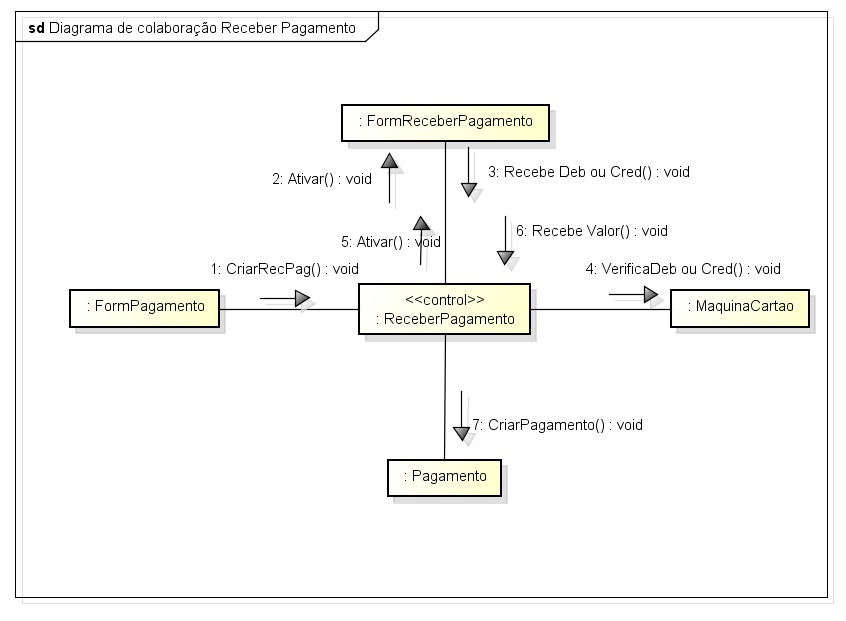 sd Diagrama de colaboração Receber Pagamento
: FormReceberPagamento
2: Ativar() : void
3: Recebe Deb ou Cred() : void
5: Ativar() : void
6: Recebe Valor() : void
1: CriarRecPag() : void
4: VerificaDeb ou Cred() : void
: FormPagamento
<<control>>
: ReceberPagamento
: MaquinaCartao
7: CriarPagamento() : void
: Pagamento